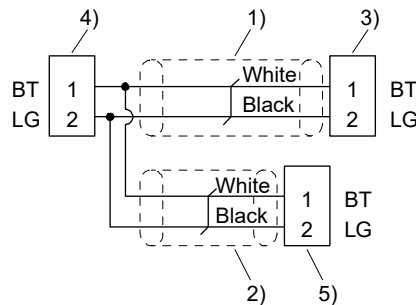 4) 1) 3)
BT 1 White 1 BT
LG 2 Black 2 LG
White 1 BT
Black 2 LG
2) 5)